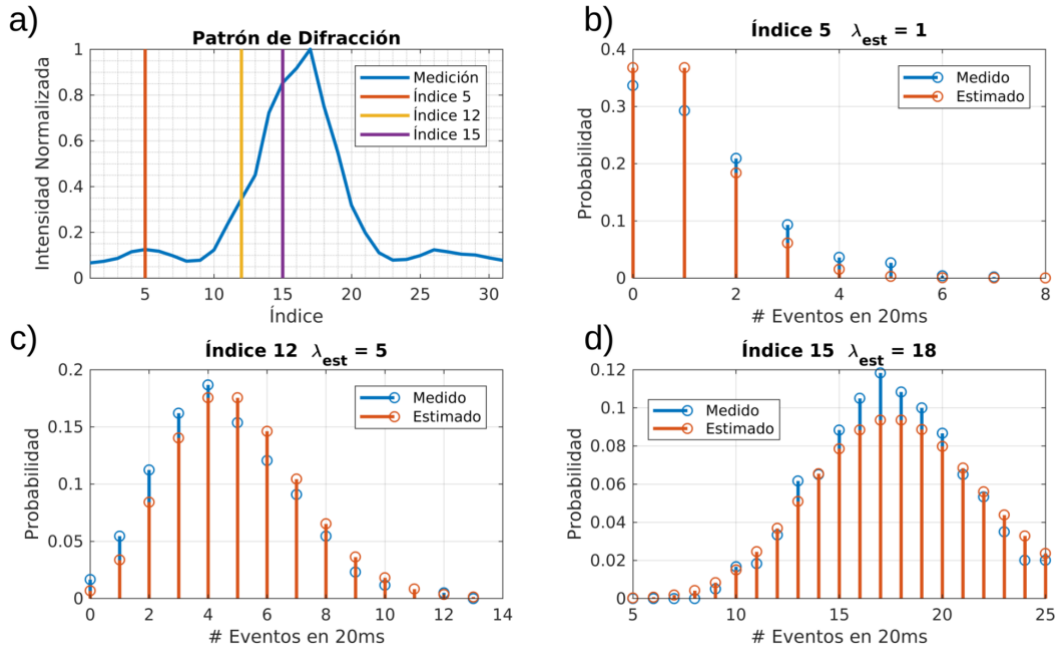 a)
Patrón de Difracción
Intensidad Normalizada
1
0.8
0.6
0.4
0.2
0
5
10
15
20
25
30
Índice
Medición
Índice 5
Índice 12
Índice 15
b)
Índice 5 λest = 1
Probabilidad
0.4
0.3
0.2
0.1
0
0
2
4
6
8
# Eventos en 20ms
Medido
Estimado
c)
Índice 12 λest = 5
Probabilidad
0.2
0.15
0.1
0.05
0
0
2
4
6
8
10
12
14
# Eventos en 20ms
Medido
Estimado
d)
Índice 15 λest = 18
Probabilidad
0.12
0.10
0.08
0.06
0.04
0.02
0
5
10
15
20
25
# Eventos en 20ms
Medido
Estimado